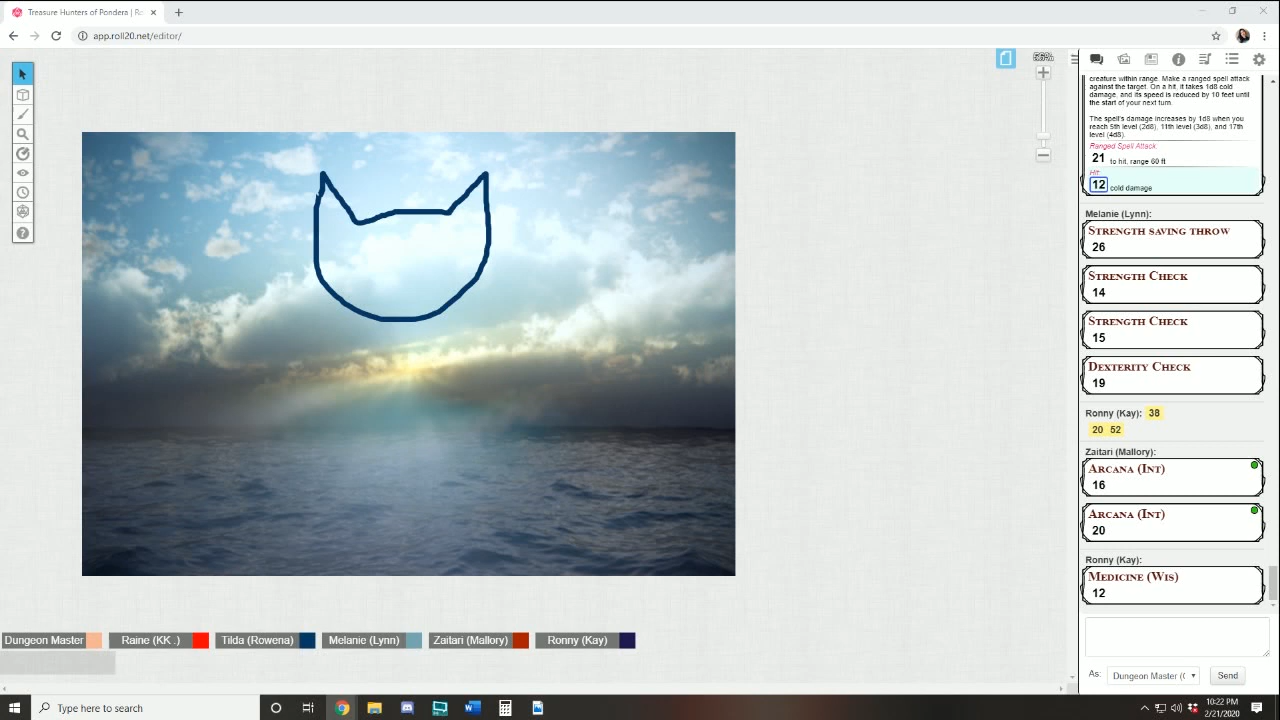 Treasure Hunters of Pondera | Ro
app.roll20.net/editor/
creature within range. Make a ranged spell attack
against the target. On a hit, it takes 1d8 cold
damage, and its speed is reduced by 10 feet until
the start of your next turn.
The spell's damage increases by 1d8 when you
reach 5th level (2d8), 11th level (3d8), and 17th
level (4d8).
Ranged Spell Attack:
21 to hit, range 60 ft
Hit:
12 cold damage
Melanie (Lynn):
Strength saving throw
26
Strength Check
14
Strength Check
15
Dexterity Check
19
Ronny (Kay): 38
20 52
Zaitari (Mallory):
Arcana (Int)
16
Arcana (Int)
20
Ronny (Kay):
Medicine (Wis)
12
Dungeon Master
Raine (KK .)
Tilda (Rowena)
Melanie (Lynn)
Zaitari (Mallory)
Ronny (Kay)
As: Dungeon Master (
Send
Type here to search
10:22 PM
2/21/2020